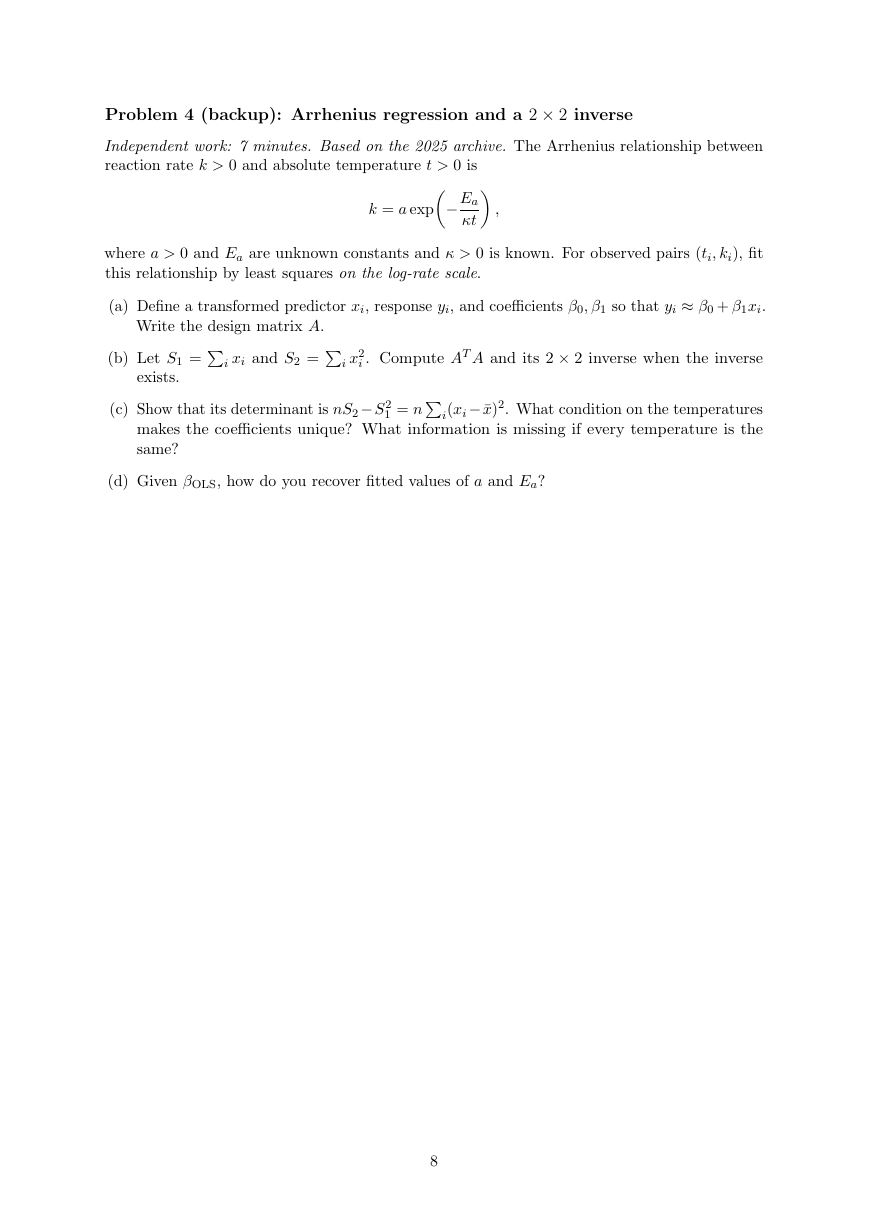 Problem 4 (backup): Arrhenius regression and a 2 × 2 inverse
Independent work: 7 minutes. Based on the 2025 archive. The Arrhenius relationship between
reaction rate k > 0 and absolute temperature t > 0 is
k = a exp(−E_a/κt) ,
where a > 0 and E_a are unknown constants and κ > 0 is known. For observed pairs (t_i, k_i), fit
this relationship by least squares on the log-rate scale.
(a) Define a transformed predictor x_i, response y_i, and coefficients β_0, β_1 so that y_i ≈ β_0 + β_1x_i.
Write the design matrix A.
(b) Let S_1 = ∑_i x_i and S_2 = ∑_i x_i^2. Compute A^T A and its 2 × 2 inverse when the inverse
exists.
(c) Show that its determinant is nS_2 − S_1^2 = n ∑_i(x_i − x̄)^2. What condition on the temperatures
makes the coefficients unique? What information is missing if every temperature is the
same?
(d) Given β_OLS, how do you recover fitted values of a and E_a?
8